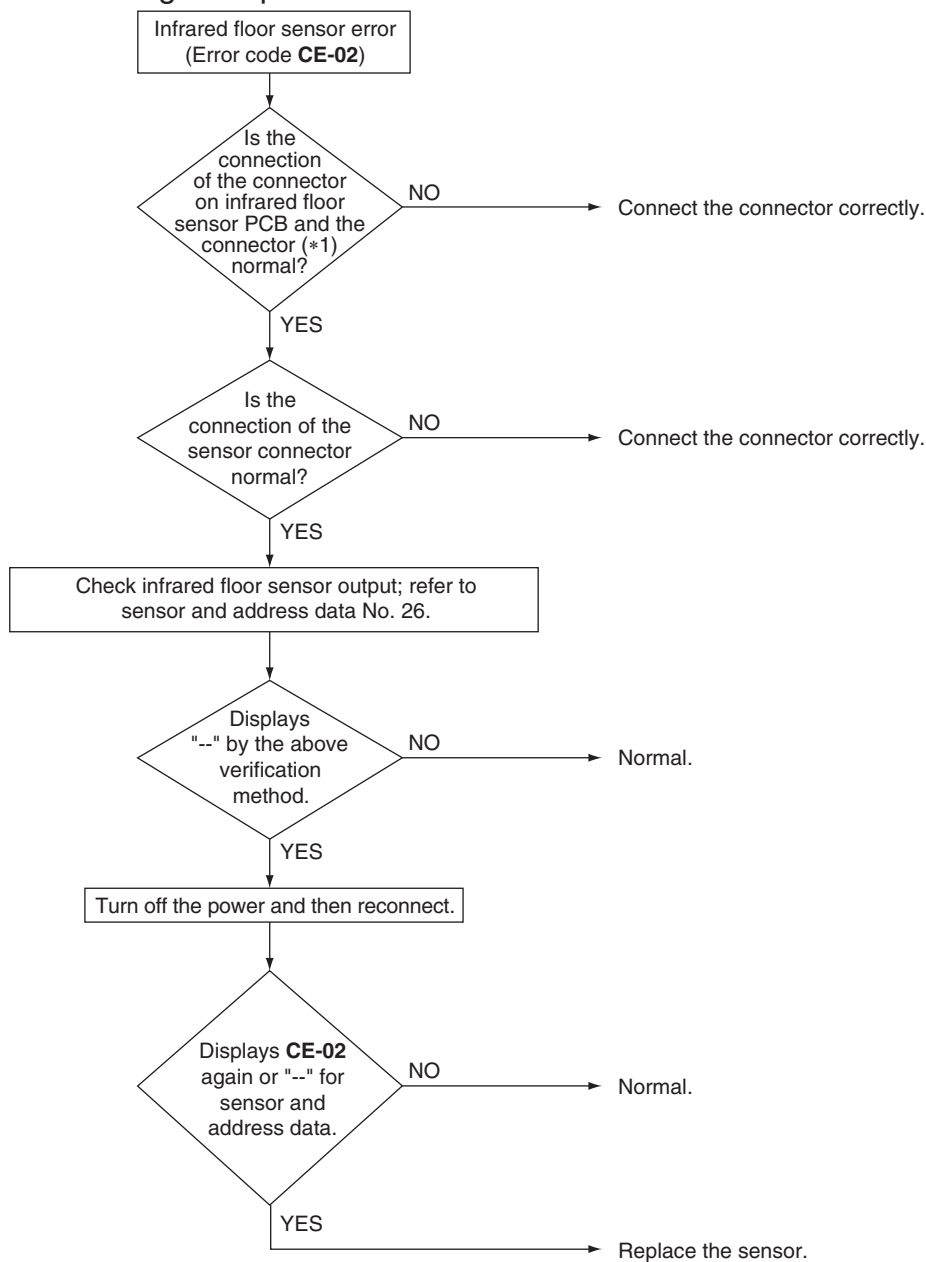 Infrared floor sensor error
(Error code CE-02)
Is the
connection
of the connector
on infrared floor
sensor PCB and the
connector (*1)
normal?
NO
Connect the connector correctly.
YES
Is the
connection of the
sensor connector
normal?
NO
Connect the connector correctly.
YES
Check infrared floor sensor output; refer to
sensor and address data No. 26.
Displays
"--" by the above
verification
method.
NO
Normal.
YES
Turn off the power and then reconnect.
Displays CE-02
again or "--" for
sensor and
address data.
NO
Normal.
YES
Replace the sensor.